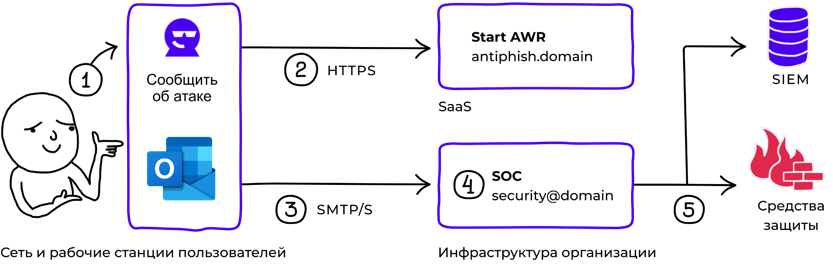 1
Сообщить
об атаке
O
2
HTTPS
Start AWR
antiphish.domain
SaaS
SIEM
3
SMTP/S
4
SOC
security@domain
5
Средства
защиты
Сеть и рабочие станции пользователей
Инфраструктура организации